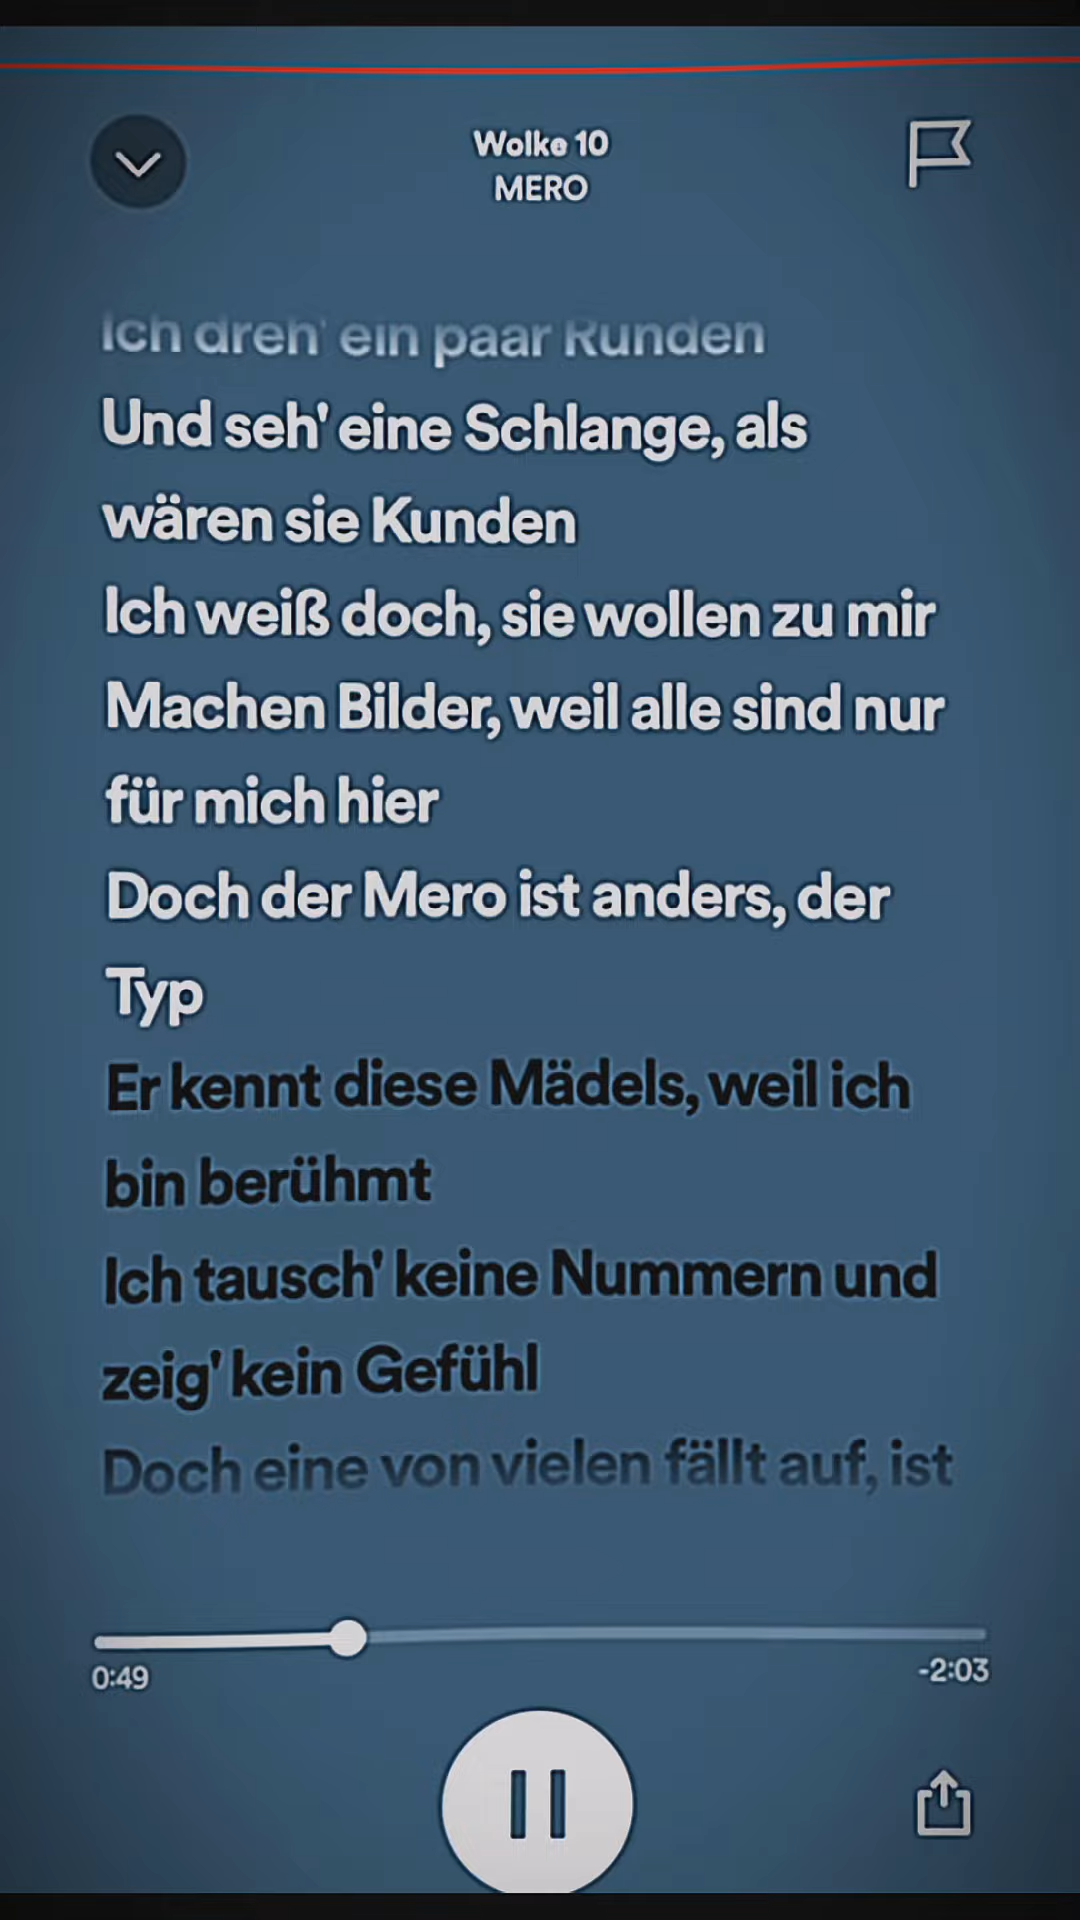 Wolke 10
MERO
Ich dreh' ein paar Runden
Und seh' eine Schlange, als
wären sie Kunden
Ich weiß doch, sie wollen zu mir
Machen Bilder, weil alle sind nur
für mich hier
Doch der Mero ist anders, der
Typ
Er kennt diese Mädels, weil ich
bin berühmt
Ich tausch' keine Nummern und
zeig' kein Gefühl
Doch eine von vielen fällt auf, ist
0:49
-2:03